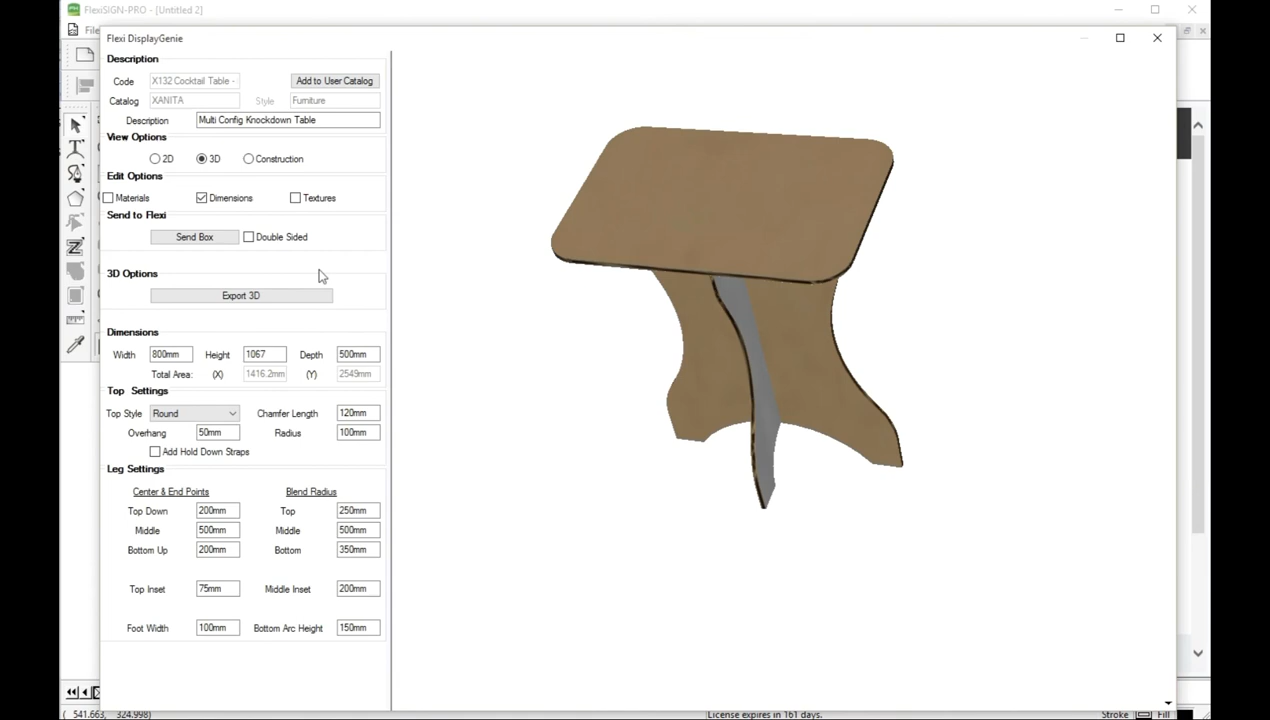 FlexiSIGN-PRO - [Untitled 2]
File
Flexi DisplayGenie
Description
Code X132 Cocktail Table - Add to User Catalog
Catalog XANITA Style Furniture
Description Multi Config Knockdown Table
View Options
2D 3D Construction
Edit Options
Materials Dimensions Textures
Send to Flexi
Send Box Double Sided
3D Options
Export 3D
Dimensions
Width 800mm Height 1067 Depth 500mm
Total Area: (X) 1416.2mm (Y) 2549mm
Top Settings
Top Style Round Chamfer Length 120mm
Overhang 50mm Radius 100mm
Add Hold Down Straps
Leg Settings
Center & End Points Blend Radius
Top Down 200mm Top 250mm
Middle 500mm Middle 500mm
Bottom Up 200mm Bottom 350mm
Top Inset 75mm Middle Inset 200mm
Foot Width 100mm Bottom Arc Height 150mm
( 541.663, 324.998) License expires in 161 days. Stroke Fill